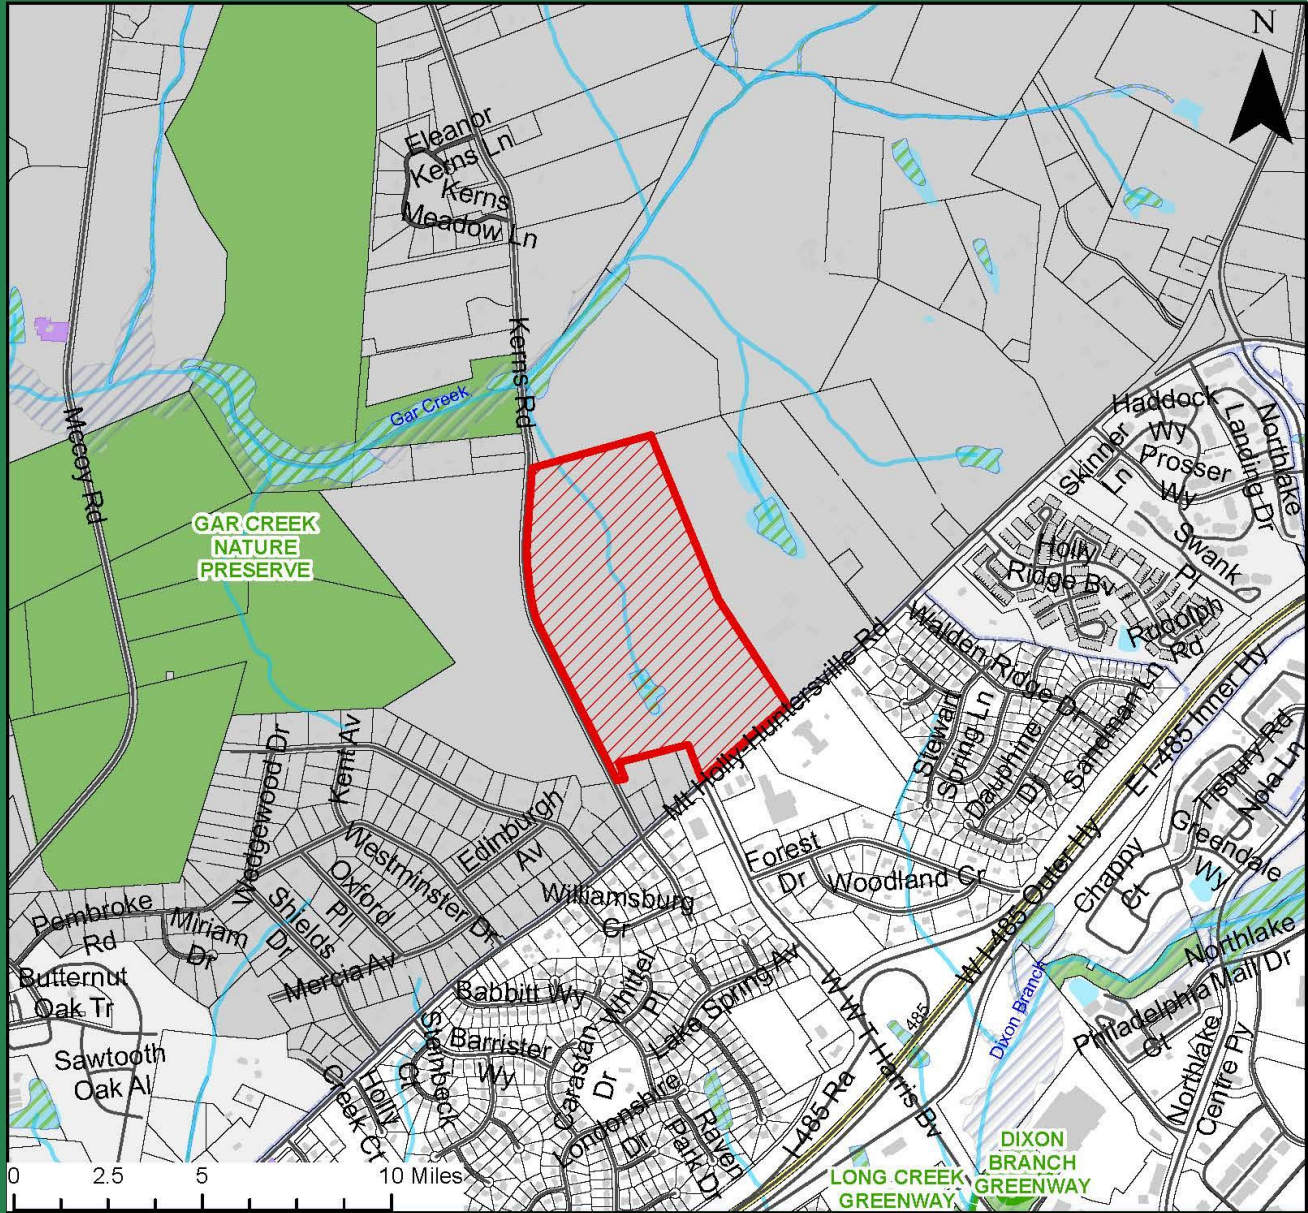 N
Eleanor
Kerns Ln
Kerns
Meadow Ln
Kerns Rd
Gar Creek
Mccoy Rd
GAR CREEK
NATURE
PRESERVE
Haddock
Wy
Prosser
Wy
Skinner
Ln
Northlake
Landing Dr
Swank
Pl
Holly
Ridge Bv
Rudolph
Rd
Walden Ridge Dr
Stewart
Spring Ln
Dauphine
Dr
Sandman Ln
Mt Holly-Huntersville Rd
E I-485 Inner Hy
W I-485 Outer Hy
Tisbury Rd
Nola Ln
Greendale
Wy
Chappy
Ct
Wedgewood Dr
Kent Av
Edinburgh
Av
Westminster Dr
Oxford
Pl
Shields
Dr
Pembroke
Rd
Miriam
Dr
Mercia Av
Butternut
Oak Tr
Sawtooth
Oak Al
Forest
Dr
Woodland Cr
Williamsburg
Cr
Babbitt Wy
Whittier
Pl
Lake Spring Av
Barrister
Wy
Steinbeck
Ct
Carastan
Dr
Londonshire
Dr
Raven
Park Dr
Holly
Creek Ct
W W T Harris Bv
485
I-485 Ra
Dixon Branch
Northlake
Mall Dr
Philadelphia
Ct
Northlake
Centre Py
DIXON
BRANCH
GREENWAY
LONG CREEK
GREENWAY
0 2.5 5 10 Miles